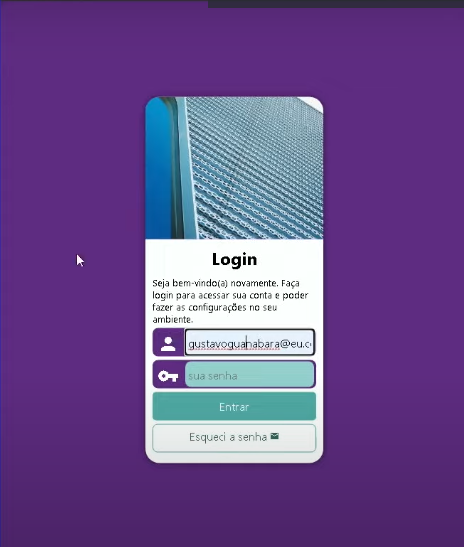 Login
Seja bem-vindo(a) novamente. Faça
login para acessar sua conta e poder
fazer as configurações no seu
ambiente.
gustavoguanabara@eu.c
sua senha
Entrar
Esqueci a senha